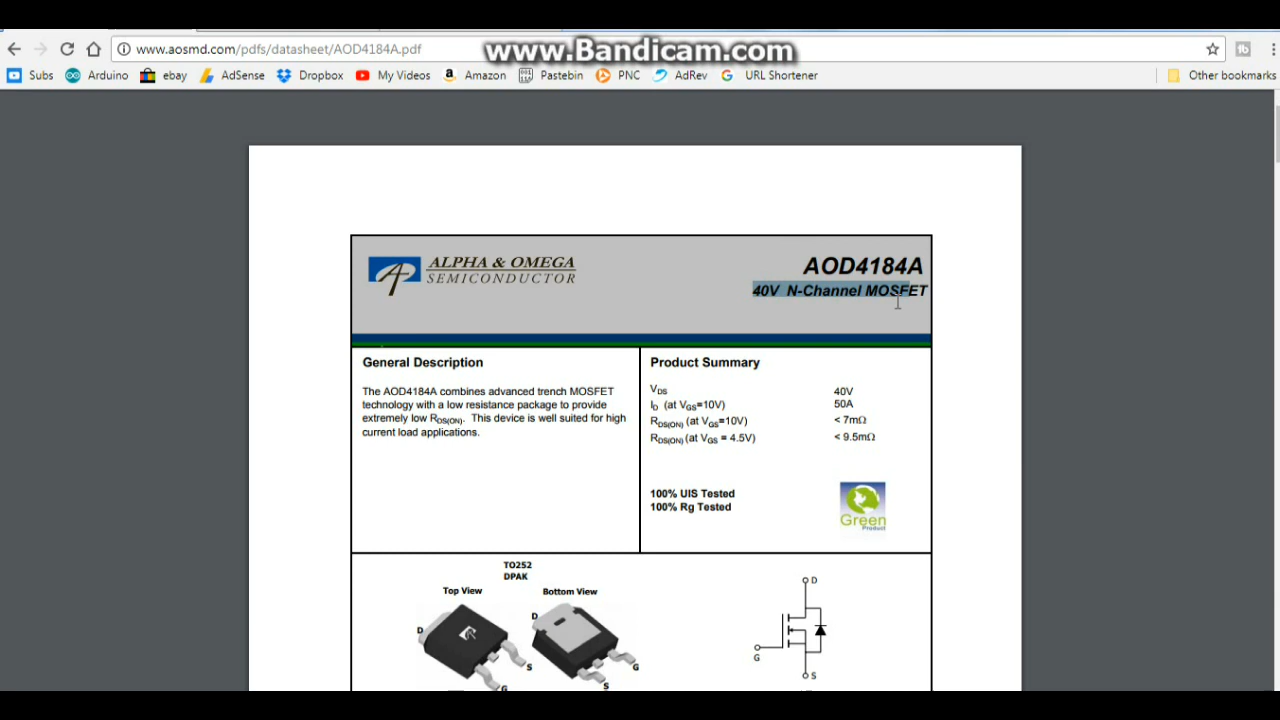 www.Bandicam.com
www.aosmd.com/pdfs/datasheet/AOD4184A.pdf
Subs Arduino ebay AdSense Dropbox My Videos Amazon Pastebin PNC AdRev URL Shortener Other bookmarks
ALPHA & OMEGA
SEMICONDUCTOR
AOD4184A
40V N-Channel MOSFET
General Description
The AOD4184A combines advanced trench MOSFET
technology with a low resistance package to provide
extremely low RDS(ON). This device is well suited for high
current load applications.
Product Summary
VDS 40V
ID (at VGS=10V) 50A
RDS(ON) (at VGS=10V) < 7mΩ
RDS(ON) (at VGS = 4.5V) < 9.5mΩ
100% UIS Tested
100% Rg Tested
Green
Product
TO252
DPAK
Top View Bottom View
D
S
G
D
G
S
D
G
S